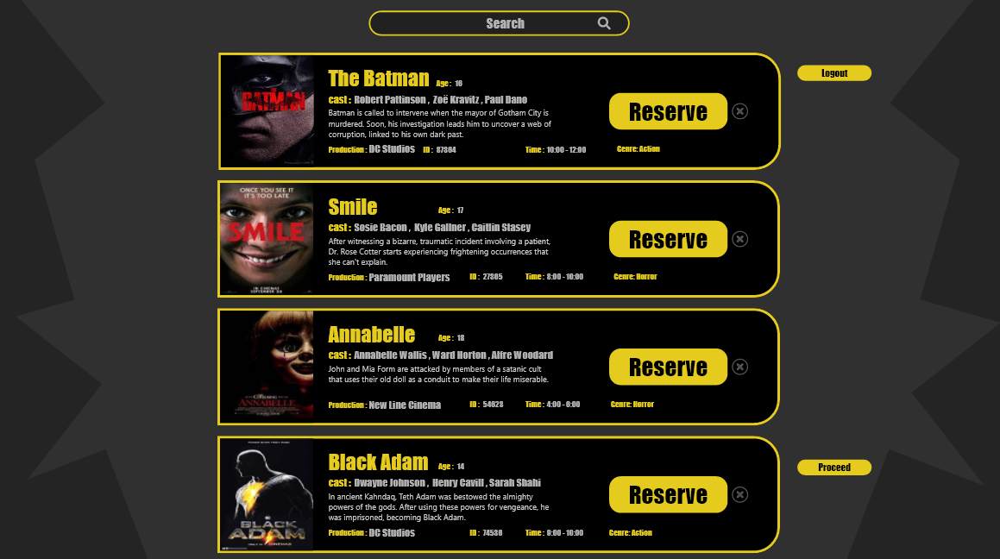 Search
Logout
BATMAN
The Batman Age : 16
cast : Robert Pattinson , Zoë Kravitz , Paul Dano
Batman is called to intervene when the mayor of Gotham City is
murdered. Soon, his investigation leads him to uncover a web of
corruption, linked to his own dark past.
Production : DC Studios ID : 87364 Time : 10:00 - 12:00 Genre: Action
Reserve
ONCE YOU SEE IT
IT'S TOO LATE
SMILE
IN CINEMAS
SEPTEMBER
Smile Age : 17
cast : Sosie Bacon , Kyle Gallner , Caitlin Stasey
After witnessing a bizarre, traumatic incident involving a patient,
Dr. Rose Cotter starts experiencing frightening occurrences that
she can't explain.
Production : Paramount Players ID : 27365 Time : 8:00 - 10:00 Genre: Horror
Reserve
ANNABELLE
Annabelle Age : 18
cast : Annabelle Wallis , Ward Horton , Alfre Woodard
John and Mia Form are attacked by members of a satanic cult
that uses their old doll as a conduit to make their life miserable.
Production : New Line Cinema ID : 54623 Time : 4:00 - 6:00 Genre: Horror
Reserve
BLACK
ADAM
Black Adam Age : 14
cast : Dwayne Johnson , Henry Cavill , Sarah Shahi
In ancient Kahndaq, Teth Adam was bestowed the almighty
powers of the gods. After using these powers for vengeance, he
was imprisoned, becoming Black Adam.
Production : DC Studios ID : 74536 Time : 9:00 - 10:00 Genre: Action
Reserve
Proceed